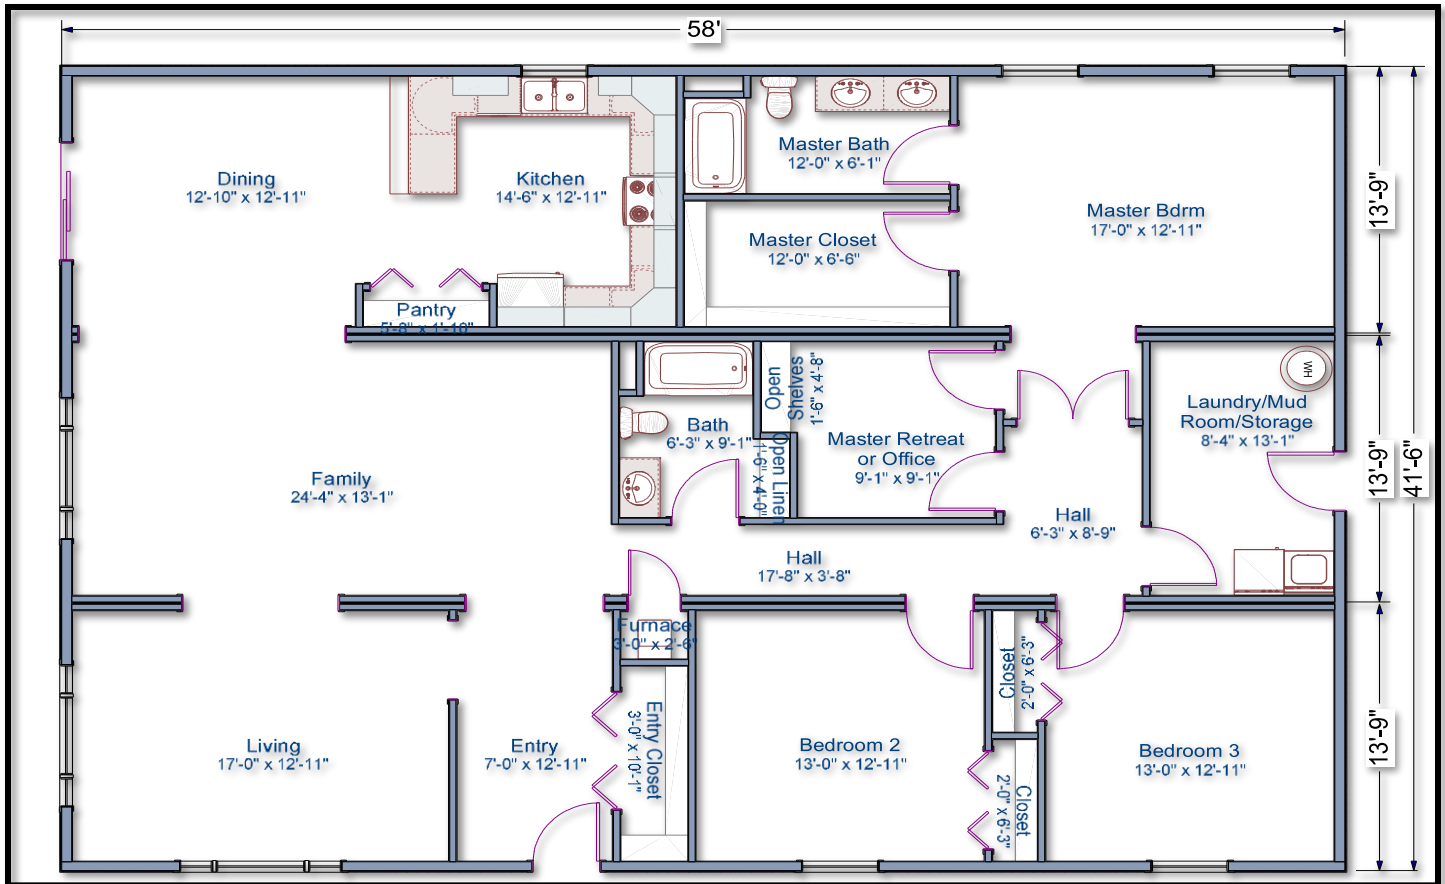 58'
Dining
12'-10" x 12'-11"
Kitchen
14'-6" x 12'-11"
Master Bath
12'-0" x 6'-1"
Master Closet
12'-0" x 6'-6"
Master Bdrm
17'-0" x 12'-11"
13'-9"
Pantry
5'-8" x 1'-10"
Family
24'-4" x 13'-1"
Bath
6'-3" x 9'-1"
Open
Shelves
1'-6" x 4'-8"
Open Linen
1'-6" x 4'-0"
Master Retreat
or Office
9'-1" x 9'-1"
WH
Laundry/Mud
Room/Storage
8'-4" x 13'-1"
13'-9"
41'-6"
Hall
6'-3" x 8'-9"
Hall
17'-8" x 3'-8"
Furnace
3'-0" x 2'-6"
Living
17'-0" x 12'-11"
Entry
7'-0" x 12'-11"
Entry Closet
3'-0" x 10'-1"
Bedroom 2
13'-0" x 12'-11"
Closet
2'-0" x 6'-3"
Closet
2'-0" x 6'-3"
Bedroom 3
13'-0" x 12'-11"
13'-9"